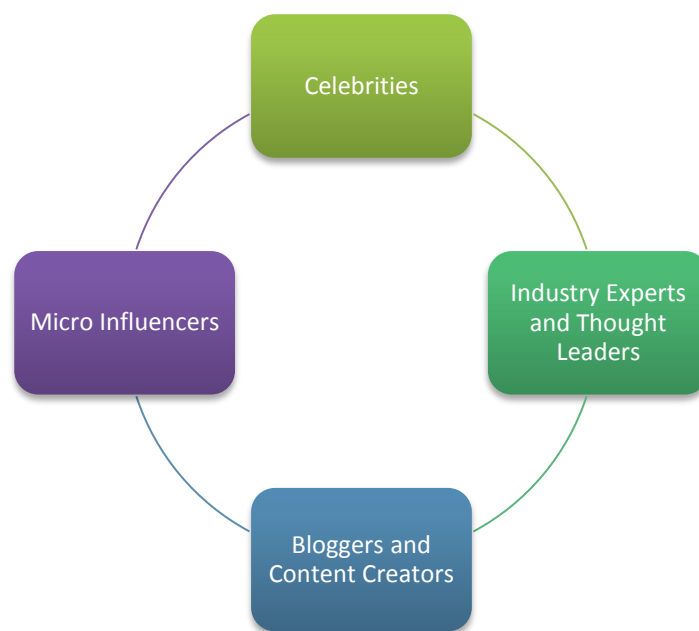 Celebrities
Industry Experts
and Thought
Leaders
Bloggers and
Content Creators
Micro Influencers